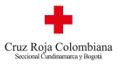 Cruz Roja Colombiana
Seccional Cundinamarca y Bogotá